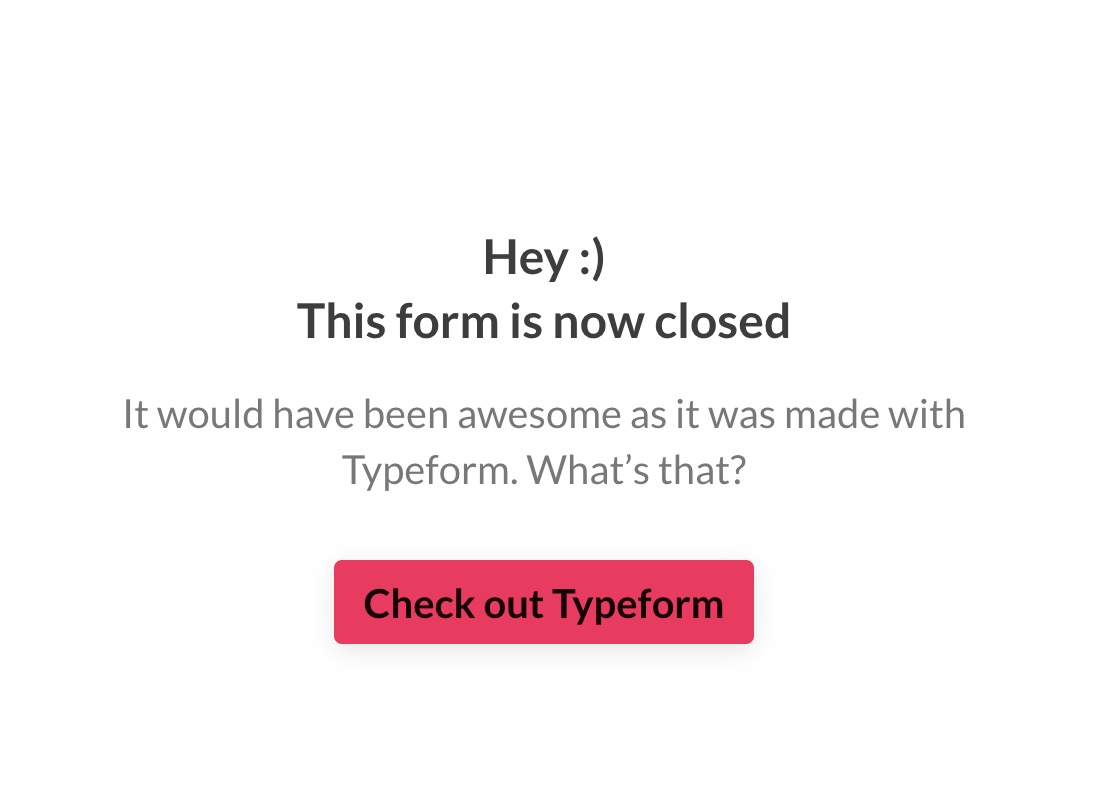 Hey :)
This form is now closed
It would have been awesome as it was made with
Typeform. What’s that?
Check out Typeform